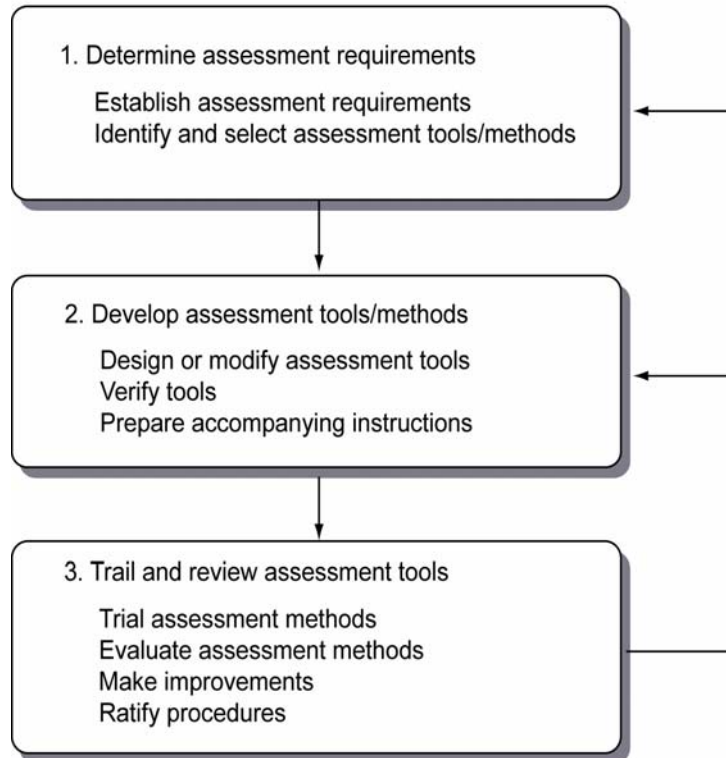 1. Determine assessment requirements
Establish assessment requirements
Identify and select assessment tools/methods
2. Develop assessment tools/methods
Design or modify assessment tools
Verify tools
Prepare accompanying instructions
3. Trail and review assessment tools
Trial assessment methods
Evaluate assessment methods
Make improvements
Ratify procedures